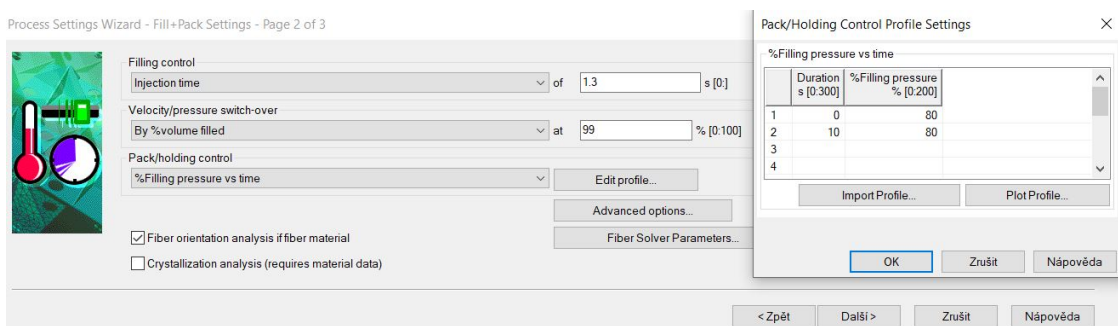 Process Settings Wizard - Fill+Pack Settings - Page 2 of 3
Filling control
Injection time of 1.3 s [0:]
Velocity/pressure switch-over
By %volume filled at 99 % [0:100]
Pack/holding control
%Filling pressure vs time Edit profile...
Advanced options...
Fiber orientation analysis if fiber material Fiber Solver Parameters...
Crystallization analysis (requires material data)
< Zpět Další > Zrušit Nápověda
Pack/Holding Control Profile Settings
%Filling pressure vs time
Duration %Filling pressure
s [0:300] % [0:200]
1 0 80
2 10 80
3
4
Import Profile... Plot Profile...
OK Zrušit Nápověda